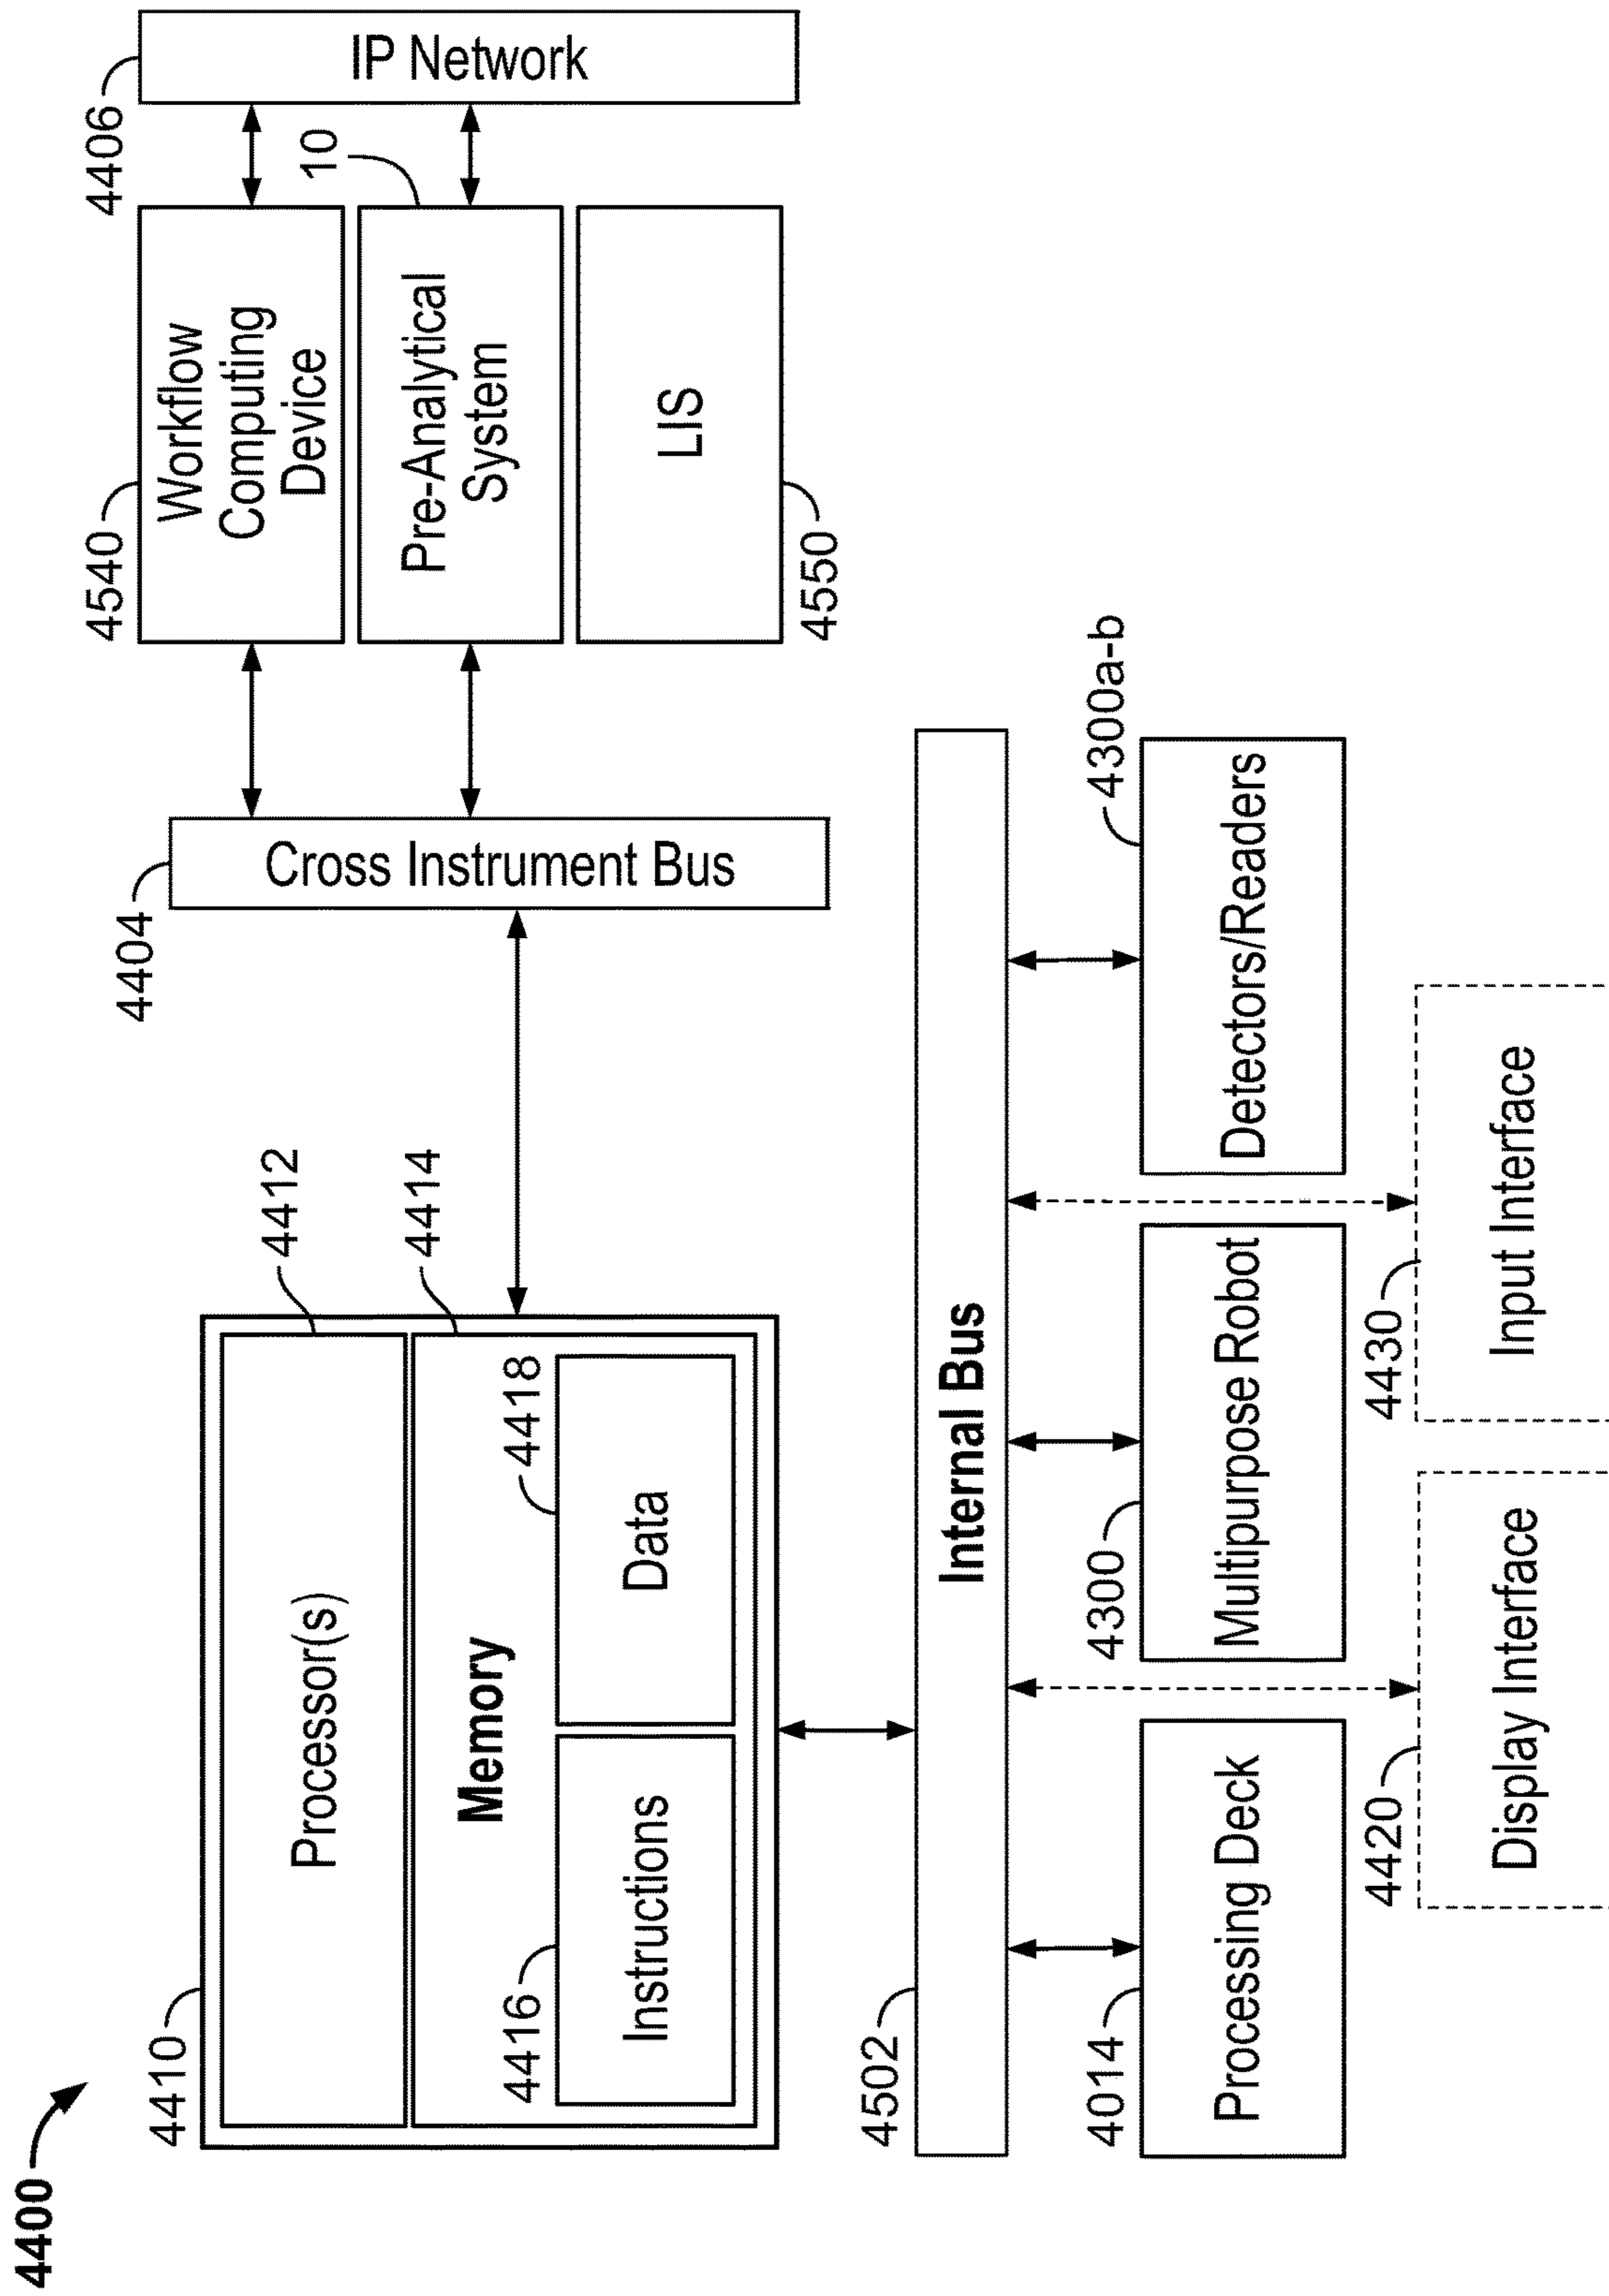 4400
4410
Processor(s)
4412
Memory
4414
4416
Instructions
4418
Data
4404
Cross Instrument Bus
4540
Workflow
Computing
Device
10
Pre-Analytical
System
LIS
4550
4406
IP Network
4502
Internal Bus
4014
Processing Deck
4300
Multipurpose Robot
4300a-b
Detectors/Readers
4420
Display Interface
4430
Input Interface